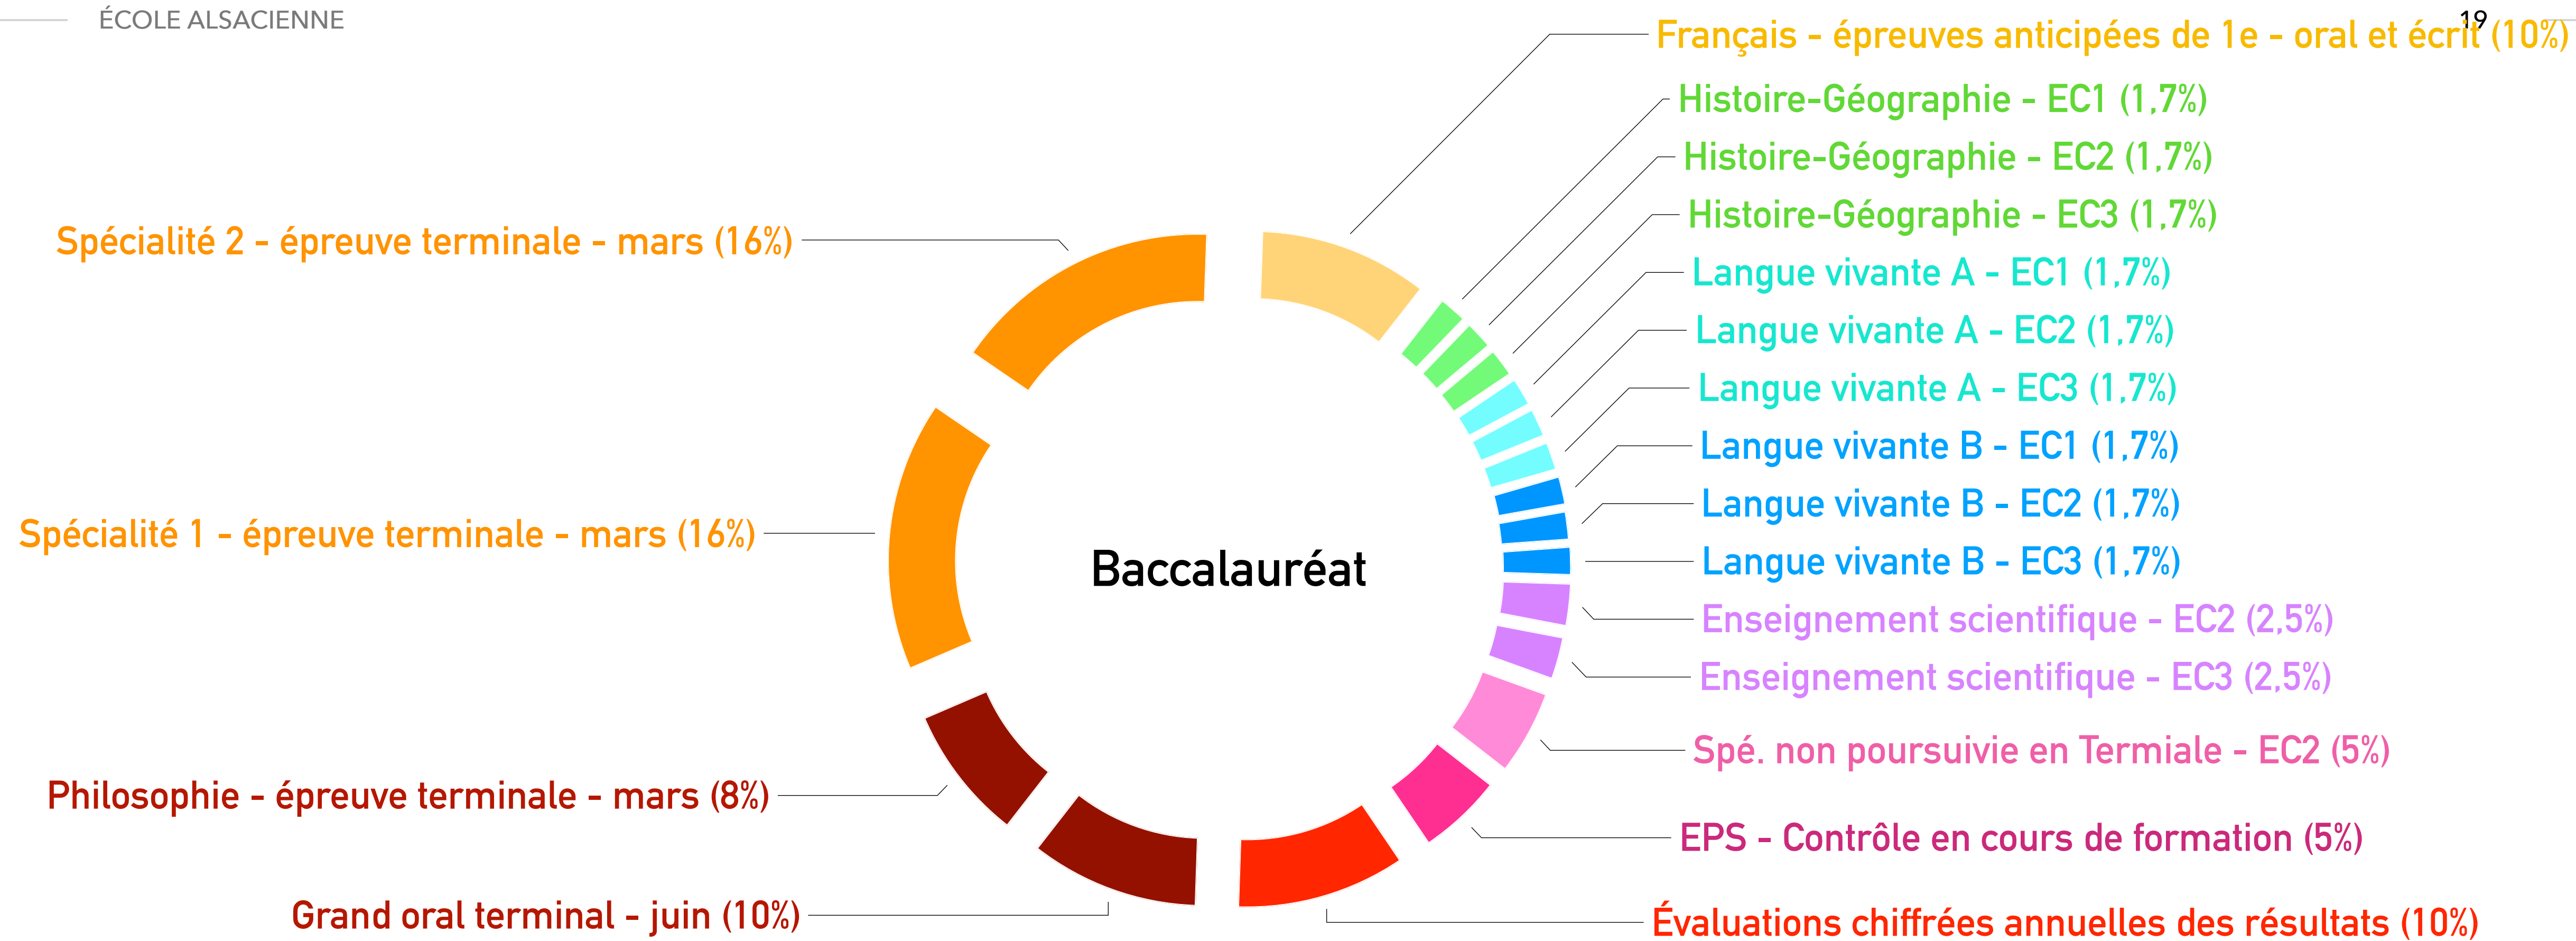 ÉCOLE ALSACIENNE
19
Français - épreuves anticipées de 1e - oral et écrit (10%)
Histoire-Géographie - EC1 (1,7%)
Histoire-Géographie - EC2 (1,7%)
Histoire-Géographie - EC3 (1,7%)
Langue vivante A - EC1 (1,7%)
Langue vivante A - EC2 (1,7%)
Langue vivante A - EC3 (1,7%)
Langue vivante B - EC1 (1,7%)
Langue vivante B - EC2 (1,7%)
Langue vivante B - EC3 (1,7%)
Enseignement scientifique - EC2 (2,5%)
Enseignement scientifique - EC3 (2,5%)
Spé. non poursuivie en Termiale - EC2 (5%)
EPS - Contrôle en cours de formation (5%)
Évaluations chiffrées annuelles des résultats (10%)
Grand oral terminal - juin (10%)
Philosophie - épreuve terminale - mars (8%)
Spécialité 1 - épreuve terminale - mars (16%)
Spécialité 2 - épreuve terminale - mars (16%)
Baccalauréat